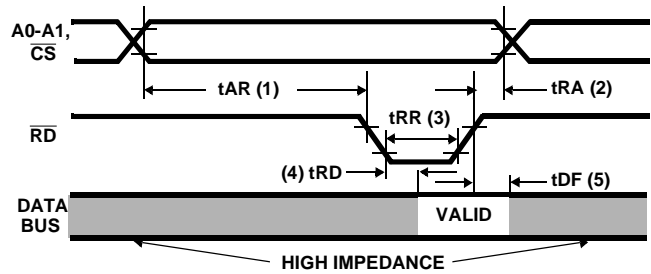 A0-A1,
CS
tAR (1)
tRA (2)
tRR (3)
RD
(4) tRD
tDF (5)
DATA
BUS
VALID
HIGH IMPEDANCE